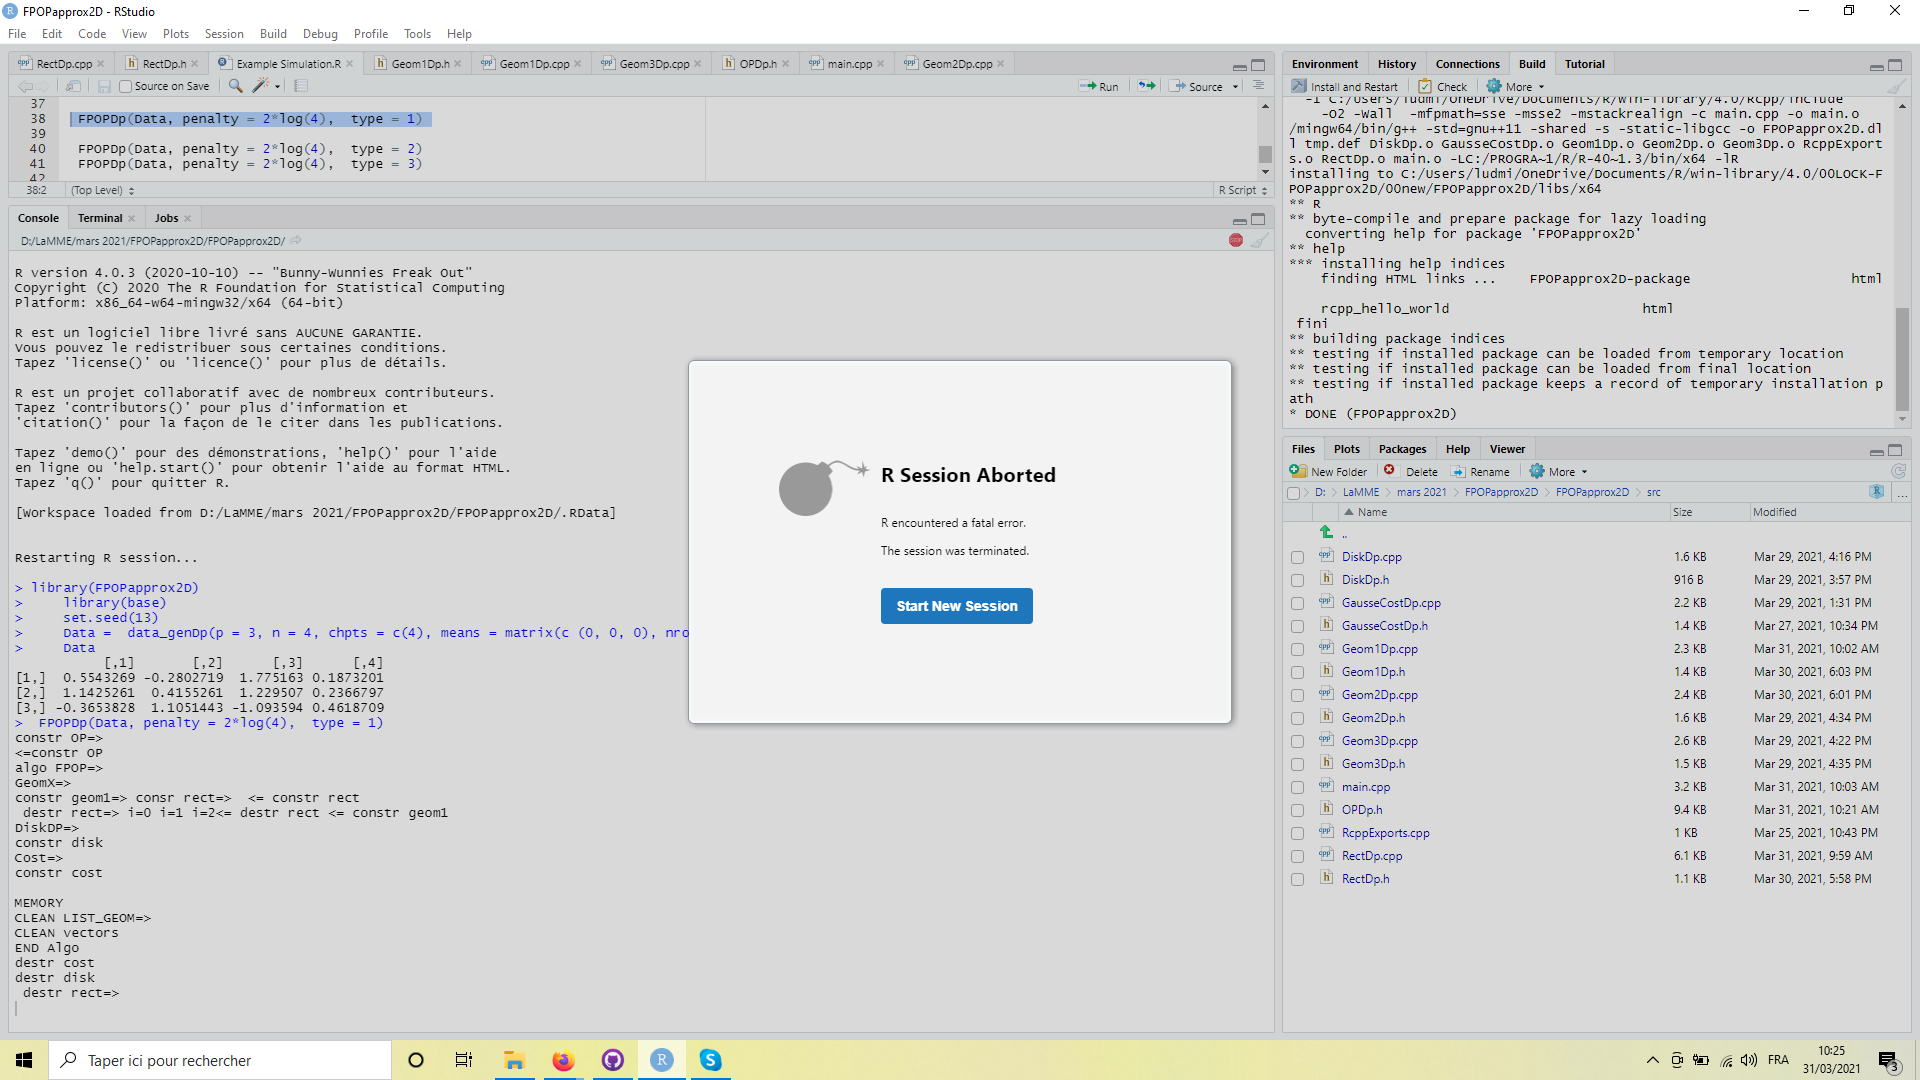 FPOPapprox2D - RStudio
File Edit Code View Plots Session Build Debug Profile Tools Help
RectDp.cpp RectDp.h Example Simulation.R Geom1Dp.h Geom1Dp.cpp Geom3Dp.cpp OPDp.h main.cpp Geom2Dp.cpp
Source on Save Run Source
37
38 FPOPDp(Data, penalty = 2*log(4),  type = 1)
39
40 FPOPDp(Data, penalty = 2*log(4),  type = 2)
41 FPOPDp(Data, penalty = 2*log(4),  type = 3)
42
38:2 (Top Level) R Script
Console Terminal Jobs
D:/LaMME/mars 2021/FPOPapprox2D/FPOPapprox2D/
R version 4.0.3 (2020-10-10) -- "Bunny-Wunnies Freak Out"
Copyright (C) 2020 The R Foundation for Statistical Computing
Platform: x86_64-w64-mingw32/x64 (64-bit)
R est un logiciel libre livré sans AUCUNE GARANTIE.
Vous pouvez le redistribuer sous certaines conditions.
Tapez 'license()' ou 'licence()' pour plus de détails.
R est un projet collaboratif avec de nombreux contributeurs.
Tapez 'contributors()' pour plus d'information et
'citation()' pour la façon de le citer dans les publications.
Tapez 'demo()' pour des démonstrations, 'help()' pour l'aide
en ligne ou 'help.start()' pour obtenir l'aide au format HTML.
Tapez 'q()' pour quitter R.
[Workspace loaded from D:/LaMME/mars 2021/FPOPapprox2D/FPOPapprox2D/.RData]
Restarting R session...
> library(FPOPapprox2D)
>     library(base)
>     set.seed(13)
>     Data =  data_genDp(p = 3, n = 4, chpts = c(4), means = matrix(c (0, 0, 0), nro
>     Data
[,1] [,2] [,3] [,4]
[1,]  0.5543269 -0.2802719  1.775163 0.1873201
[2,]  1.1425261  0.4155261  1.229507 0.2366797
[3,] -0.3653828  1.1051443 -1.093594 0.4618709
>  FPOPDp(Data, penalty = 2*log(4),  type = 1)
constr OP=>
<=constr OP
algo FPOP=>
GeomX=>
constr geom1=> consr rect=>  <= constr rect
destr rect=> i=0 i=1 i=2<= destr rect <= constr geom1
DiskDP=>
constr disk
Cost=>
constr cost
MEMORY
CLEAN LIST_GEOM=>
CLEAN vectors
END Algo
destr cost
destr disk
destr rect=>
R Session Aborted
R encountered a fatal error.
The session was terminated.
Start New Session
Environment History Connections Build Tutorial
Install and Restart Check More
-I C:/Users/ludmi/OneDrive/Documents/R/win-library/4.0/Rcpp/include
-O2 -Wall  -mfpmath=sse -msse2 -mstackrealign -c main.cpp -o main.o
/mingw64/bin/g++ -std=gnu++11 -shared -s -static-libgcc -o FPOPapprox2D.dl
l tmp.def DiskDp.o GausseCostDp.o Geom1Dp.o Geom2Dp.o Geom3Dp.o RcppExport
s.o RectDp.o main.o -LC:/PROGRA~1/R/R-40~1.3/bin/x64 -lR
installing to C:/Users/ludmi/OneDrive/Documents/R/win-library/4.0/00LOCK-F
POPapprox2D/00new/FPOPapprox2D/libs/x64
** R
** byte-compile and prepare package for lazy loading
converting help for package 'FPOPapprox2D'
** help
*** installing help indices
finding HTML links ...    FPOPapprox2D-package html
rcpp_hello_world html
fini
** building package indices
** testing if installed package can be loaded from temporary location
** testing if installed package can be loaded from final location
** testing if installed package keeps a record of temporary installation p
ath
* DONE (FPOPapprox2D)
Files Plots Packages Help Viewer
New Folder Delete Rename More
D: > LaMME > mars 2021 > FPOPapprox2D > FPOPapprox2D > src ...
Name Size Modified
..
DiskDp.cpp 1.6 KB Mar 29, 2021, 4:16 PM
DiskDp.h 916 B Mar 29, 2021, 3:57 PM
GausseCostDp.cpp 2.2 KB Mar 29, 2021, 1:31 PM
GausseCostDp.h 1.4 KB Mar 27, 2021, 10:34 PM
Geom1Dp.cpp 2.3 KB Mar 31, 2021, 10:02 AM
Geom1Dp.h 1.4 KB Mar 30, 2021, 6:03 PM
Geom2Dp.cpp 2.4 KB Mar 30, 2021, 6:01 PM
Geom2Dp.h 1.6 KB Mar 29, 2021, 4:34 PM
Geom3Dp.cpp 2.6 KB Mar 29, 2021, 4:22 PM
Geom3Dp.h 1.5 KB Mar 29, 2021, 4:35 PM
main.cpp 3.2 KB Mar 31, 2021, 10:03 AM
OPDp.h 9.4 KB Mar 31, 2021, 10:21 AM
RcppExports.cpp 1 KB Mar 25, 2021, 10:43 PM
RectDp.cpp 6.1 KB Mar 31, 2021, 9:59 AM
RectDp.h 1.1 KB Mar 30, 2021, 5:58 PM
Taper ici pour rechercher
FRA
10:25
31/03/2021
3